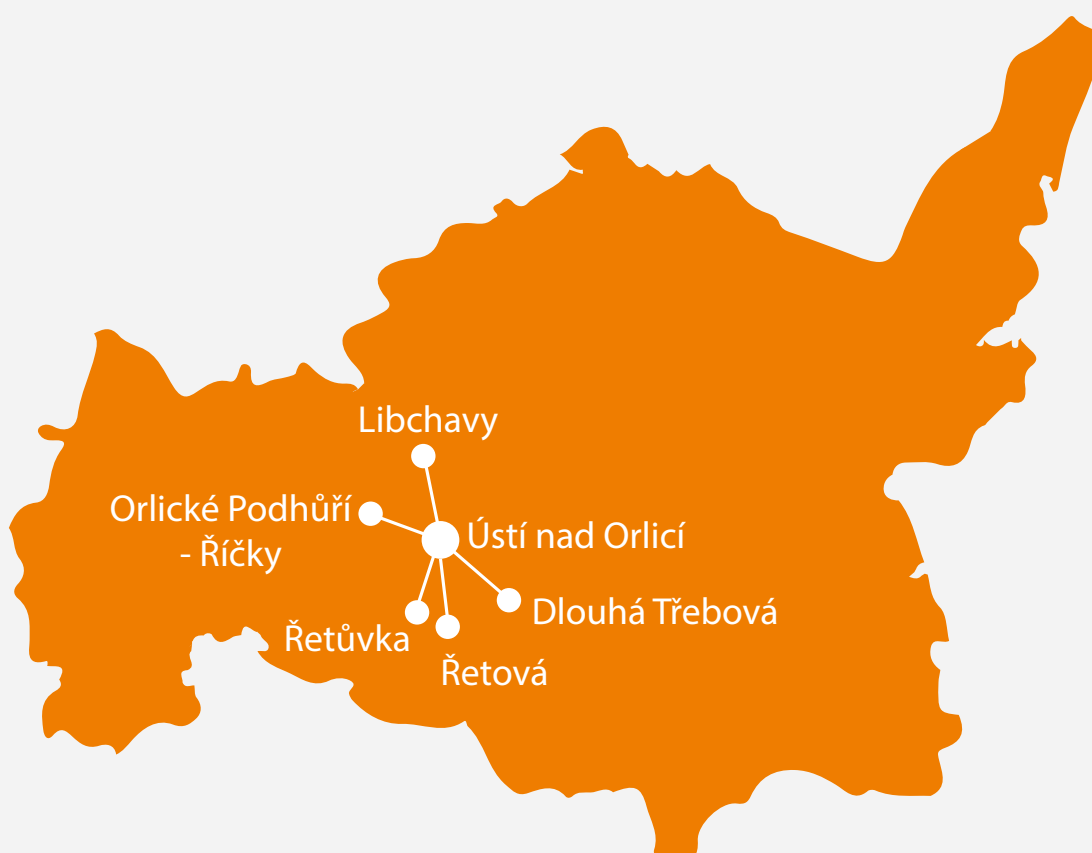 Libchavy
Orlické Podhůří
- Říčky
Ústí nad Orlicí
Dlouhá Třebová
Řetůvka
Řetová